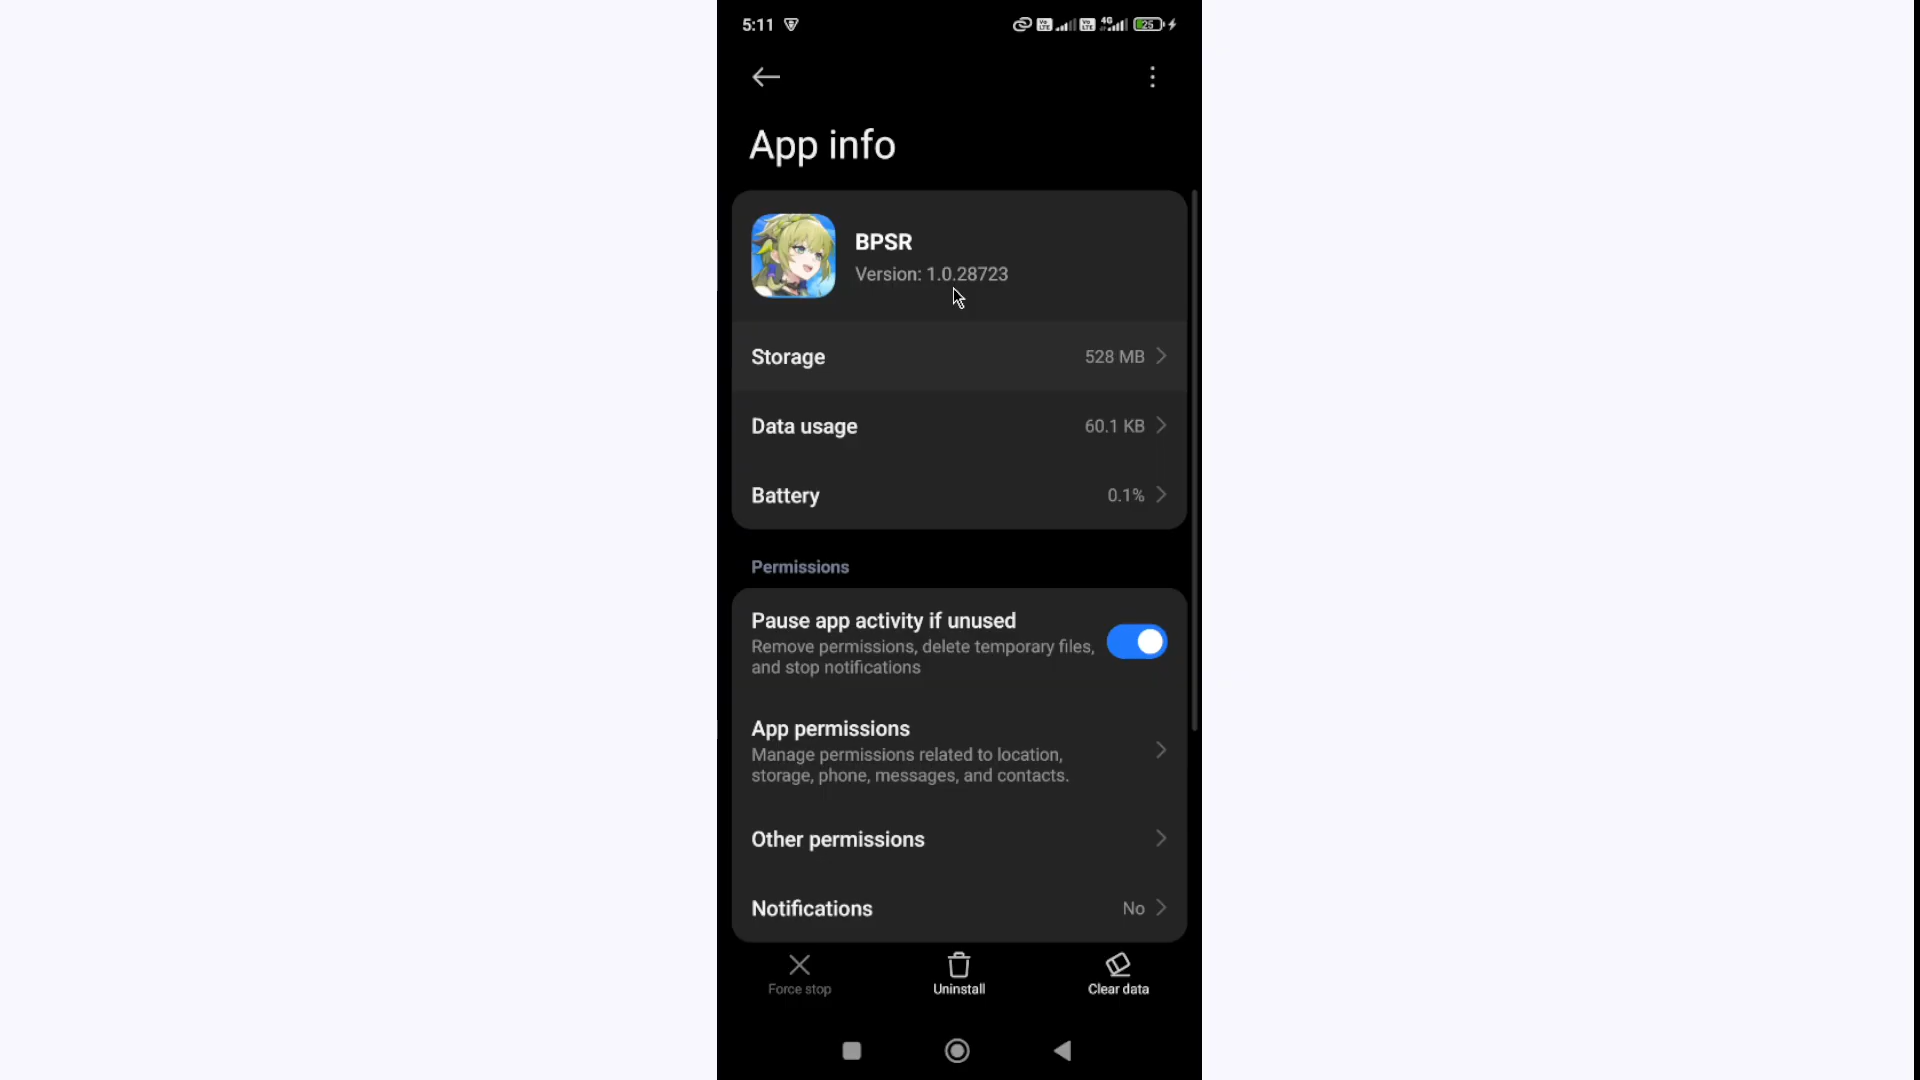 5:11
4G
25
App info
BPSR
Version: 1.0.28723
Storage
528 MB
Data usage
60.1 KB
Battery
0.1%
Permissions
Pause app activity if unused
Remove permissions, delete temporary files,
and stop notifications
App permissions
Manage permissions related to location,
storage, phone, messages, and contacts.
Other permissions
Notifications
No
Force stop
Uninstall
Clear data